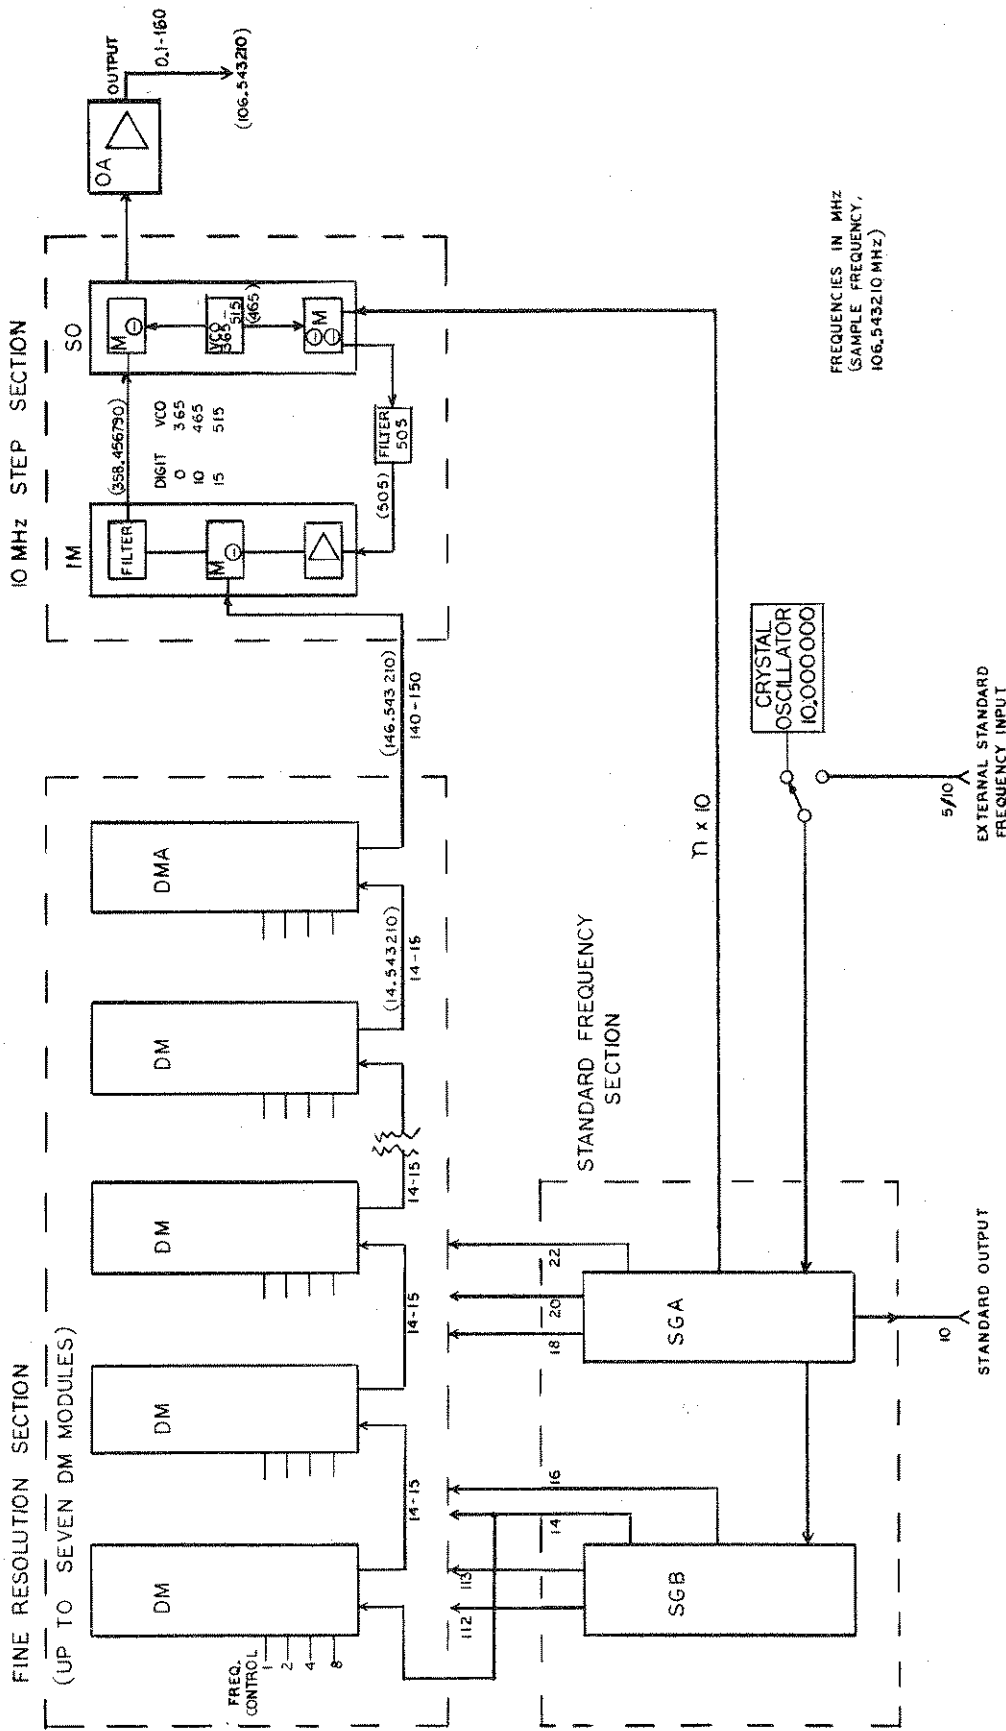 FINE RESOLUTION SECTION
(UP TO SEVEN DM MODULES)
10 MHz STEP SECTION
FREQ.
CONTROL
1
2
4
8
DM
DM
DM
DM
DMA
14-15
14-15
14-15
(14.543210)
14-15
(146.543210)
140-150
IM
FILTER
M
(358.456790)
DIGIT VCO
0 365
10 465
15 515
(505)
FILTER
505
SO
M
VCO
365-
515
(465)
M
OA
OUTPUT
0.1-160
(106.543210)
112
113
14
16
18
20
22
SGB
SGA
STANDARD FREQUENCY
SECTION
n x 10
CRYSTAL
OSCILLATOR
10.000000
5/10
EXTERNAL STANDARD
FREQUENCY INPUT
10
STANDARD OUTPUT
FREQUENCIES IN MHz
(SAMPLE FREQUENCY,
106.543210 MHz)